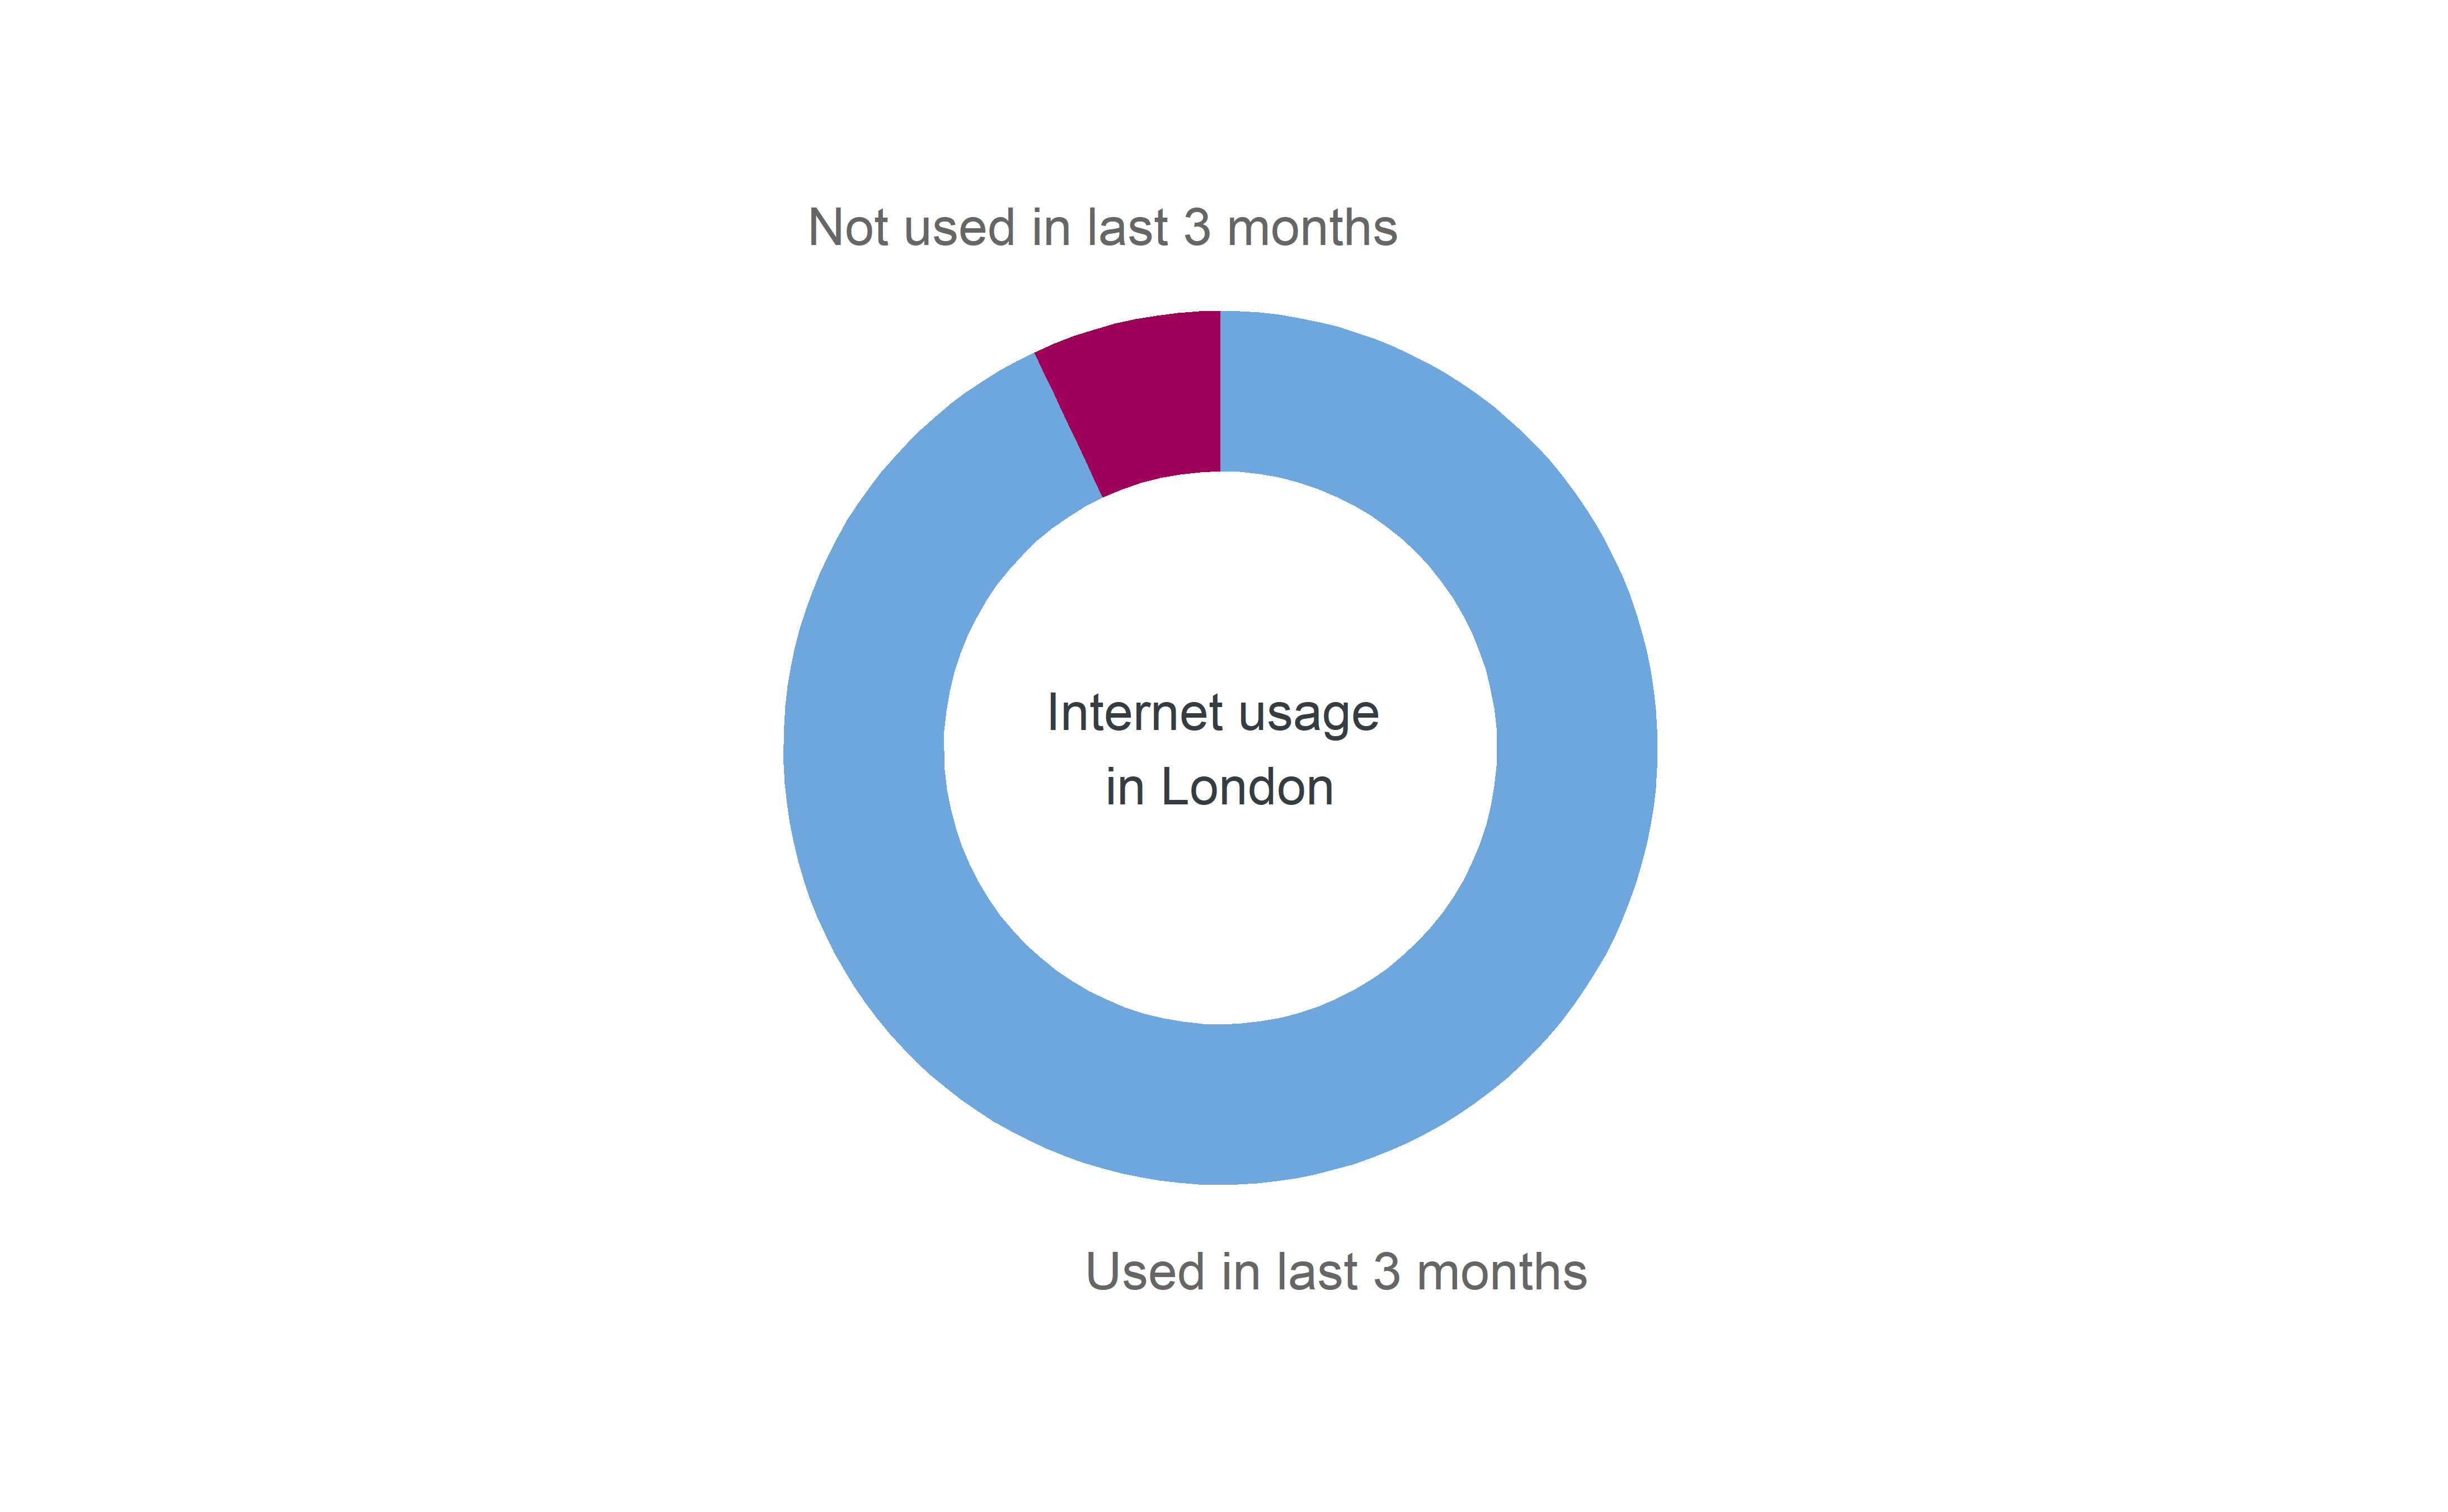 Not used in last 3 months
Internet usage
in London
Used in last 3 months